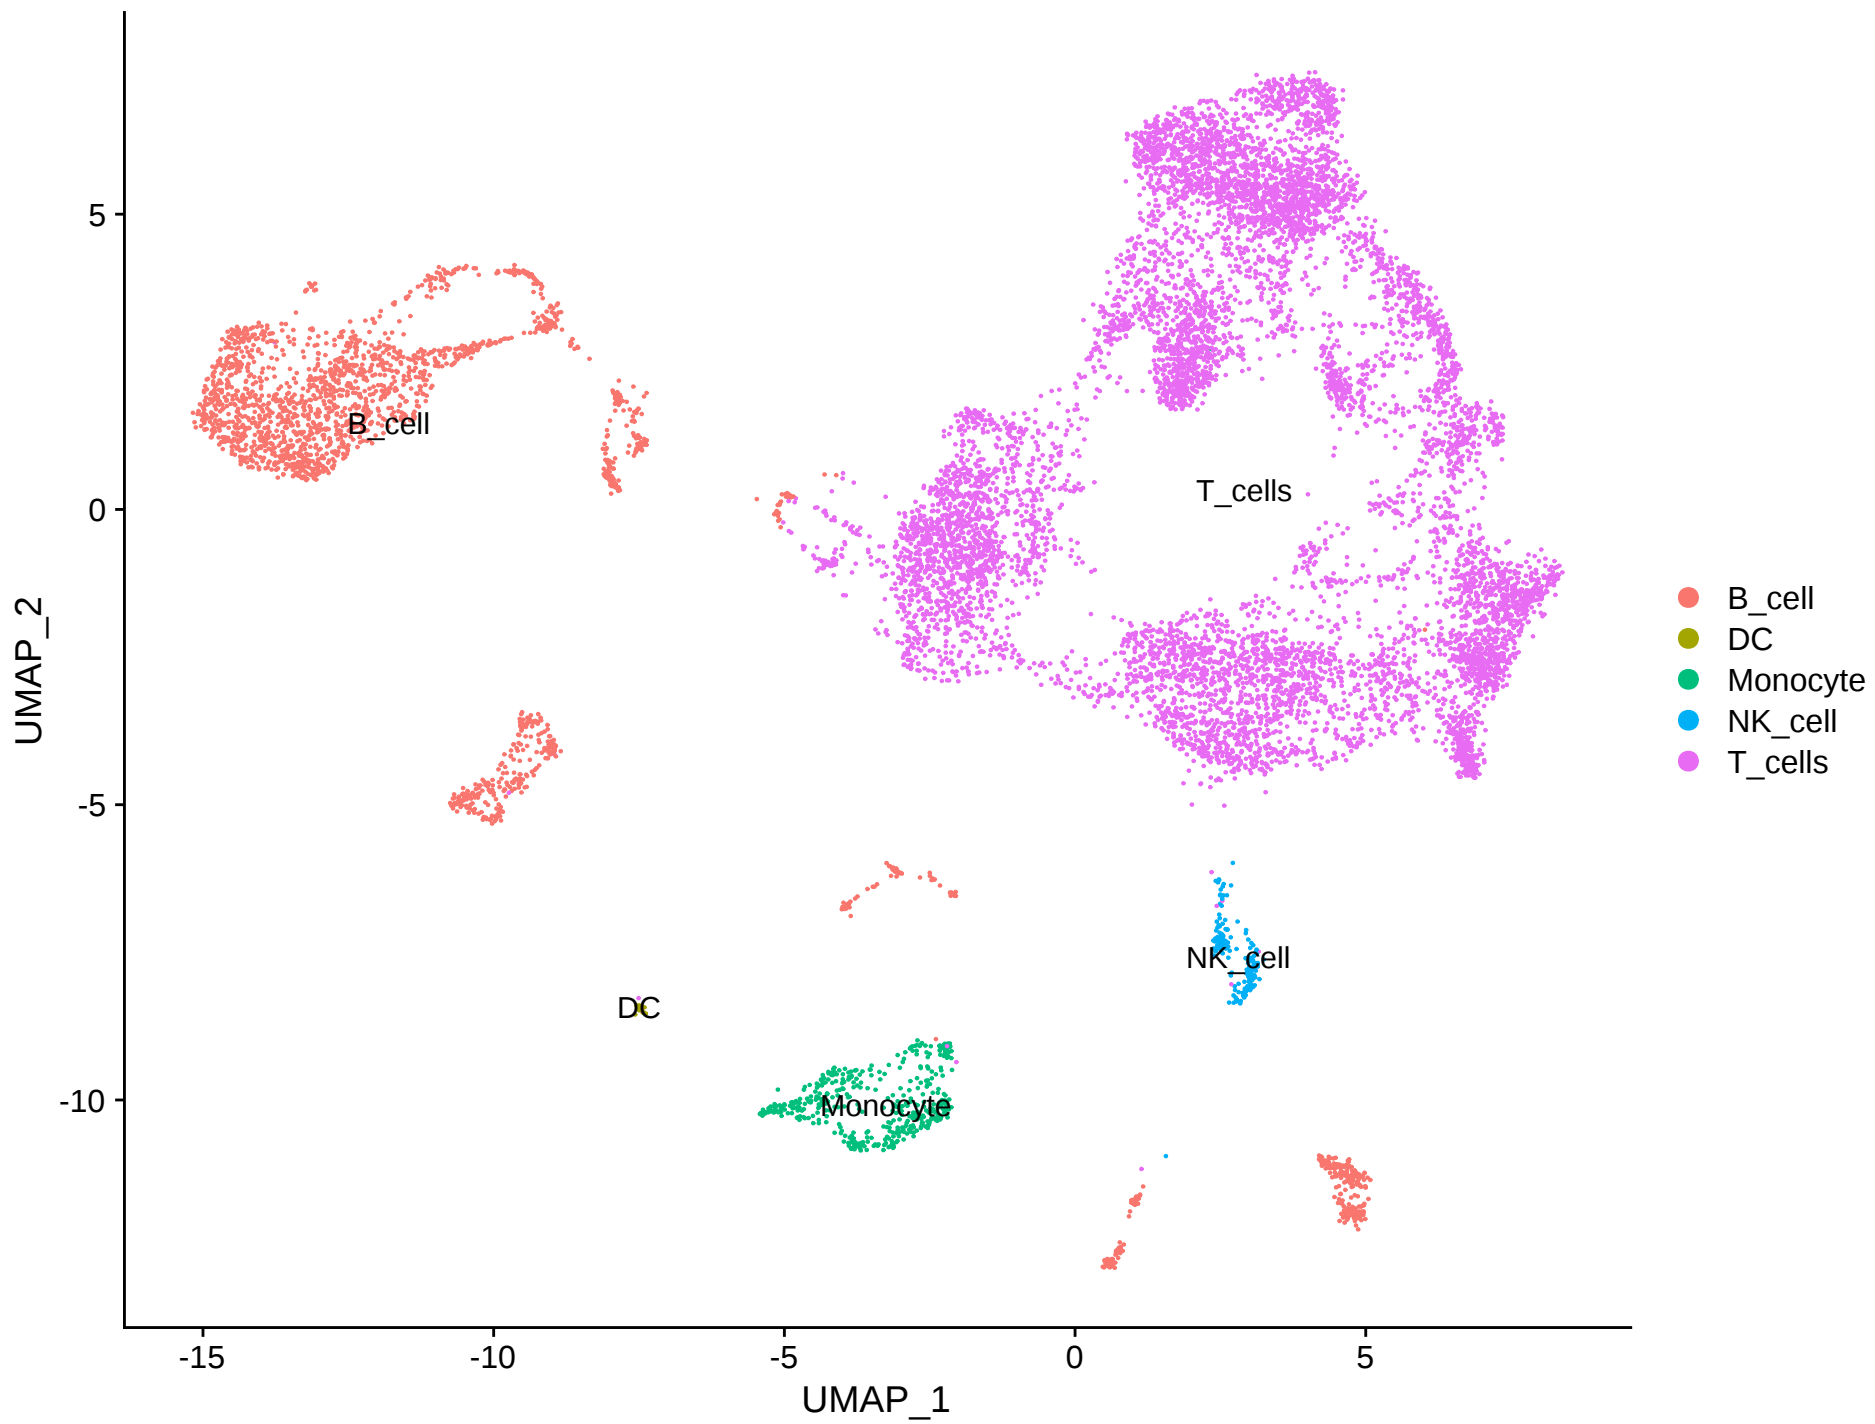 UMAP_2
5
0
-5
-10
B_cell
T_cells
NK_cell
DC
Monocyte
-15
-10
-5
0
5
UMAP_1
B_cell
DC
Monocyte
NK_cell
T_cells